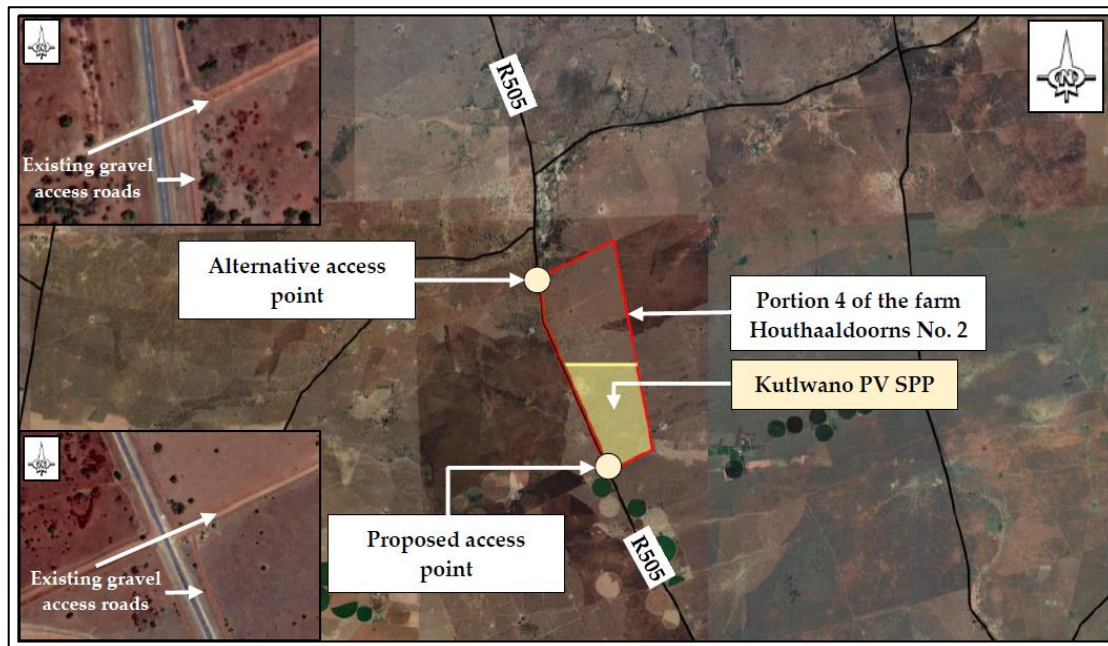 R505
Existing gravel
access roads
Alternative access
point
Portion 4 of the farm
Houthaaldoorns No. 2
Kutlwano PV SPP
Proposed access
point
R505
Existing gravel
access roads
N
N
N